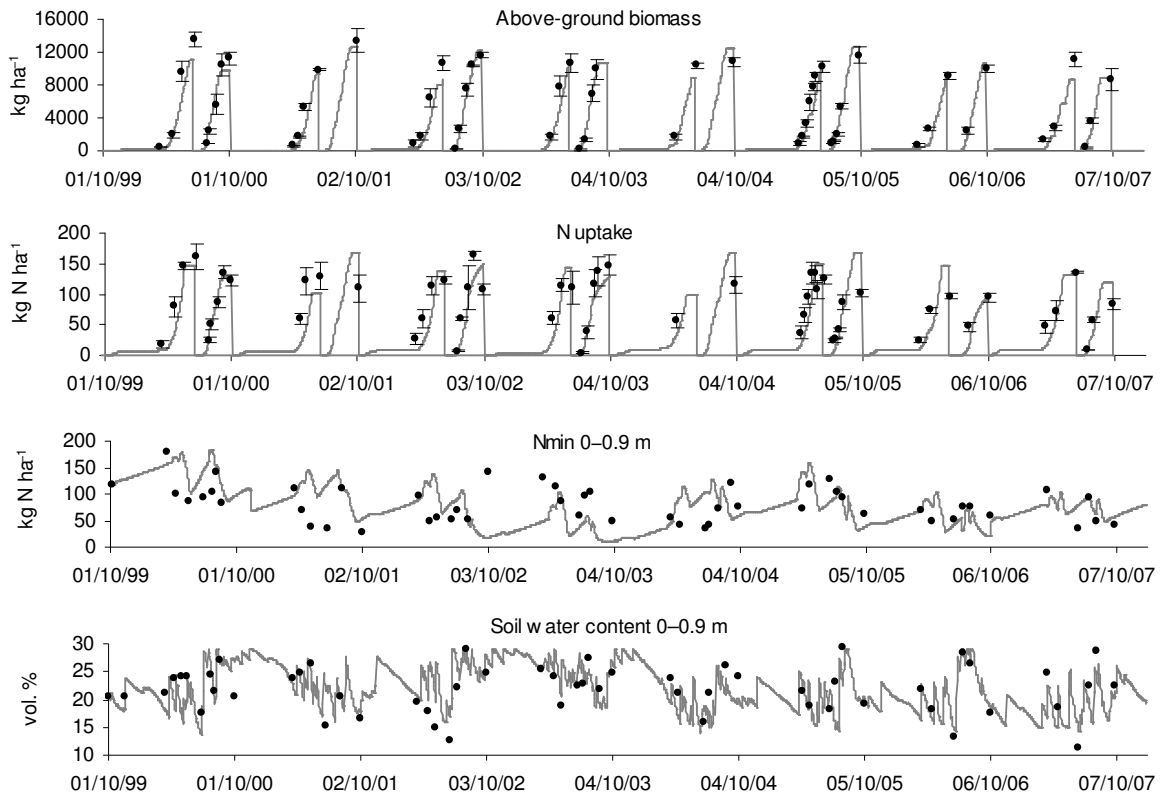 Above-ground biomass
kg ha⁻¹
16000
12000
8000
4000
0
01/10/99 01/10/00 02/10/01 03/10/02 04/10/03 04/10/04 05/10/05 06/10/06 07/10/07
N uptake
kg N ha⁻¹
200
150
100
50
0
01/10/99 01/10/00 02/10/01 03/10/02 04/10/03 04/10/04 05/10/05 06/10/06 07/10/07
Nmin 0–0.9 m
kg N ha⁻¹
200
150
100
50
0
01/10/99 01/10/00 02/10/01 03/10/02 04/10/03 04/10/04 05/10/05 06/10/06 07/10/07
Soil water content 0–0.9 m
vol. %
30
25
20
15
10
01/10/99 01/10/00 02/10/01 03/10/02 04/10/03 04/10/04 05/10/05 06/10/06 07/10/07